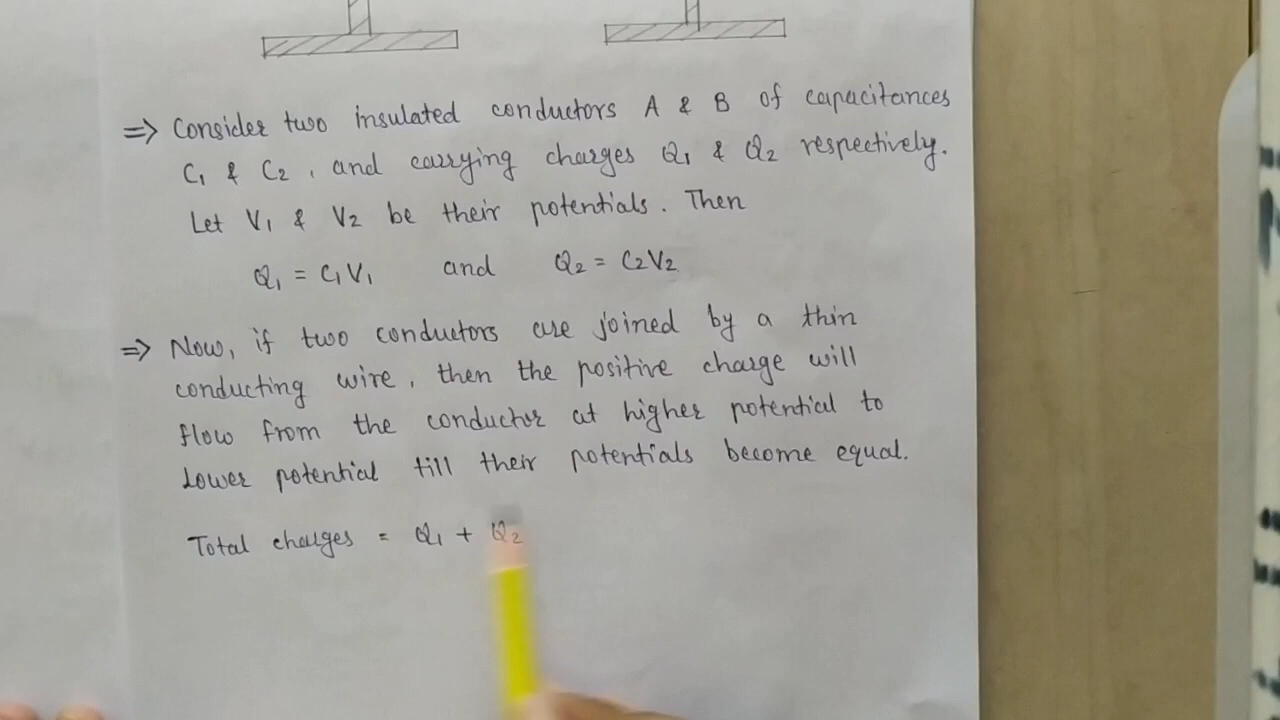 ⇒ Consider two insulated conductors A & B of capacitances
C₁ & C₂, and carrying charges Q₁ & Q₂ respectively.
Let V₁ & V₂ be their potentials. Then
Q₁ = C₁V₁ and Q₂ = C₂V₂
⇒ Now, if two conductors are joined by a thin
conducting wire, then the positive charge will
flow from the conductor at higher potential to
lower potential till their potentials become equal.
Total charges = Q₁ + Q₂